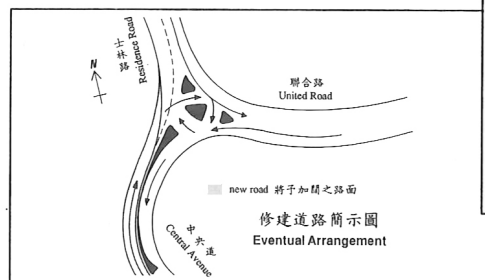 士林路
Residence Road
N
聯合路
United Road
new road 將予加闊之路面
修建道路簡示圖
Eventual Arrangement
中央道
Central Avenue